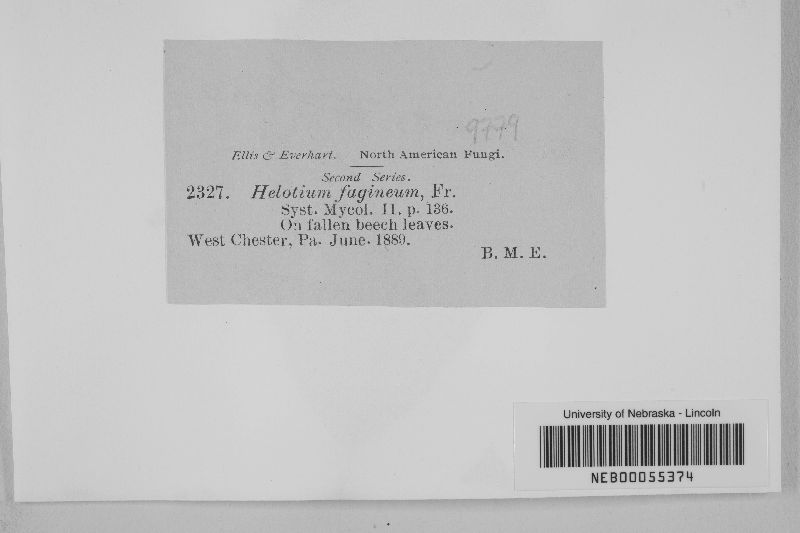 9779
Ellis & Everhart. North American Fungi.
Second Series.
2327. Helotium fagineum, Fr.
Syst. Mycol. II. p. 136.
On fallen beech leaves.
West Chester, Pa. June. 1889.
B. M. E.
University of Nebraska - Lincoln
NEB00055374